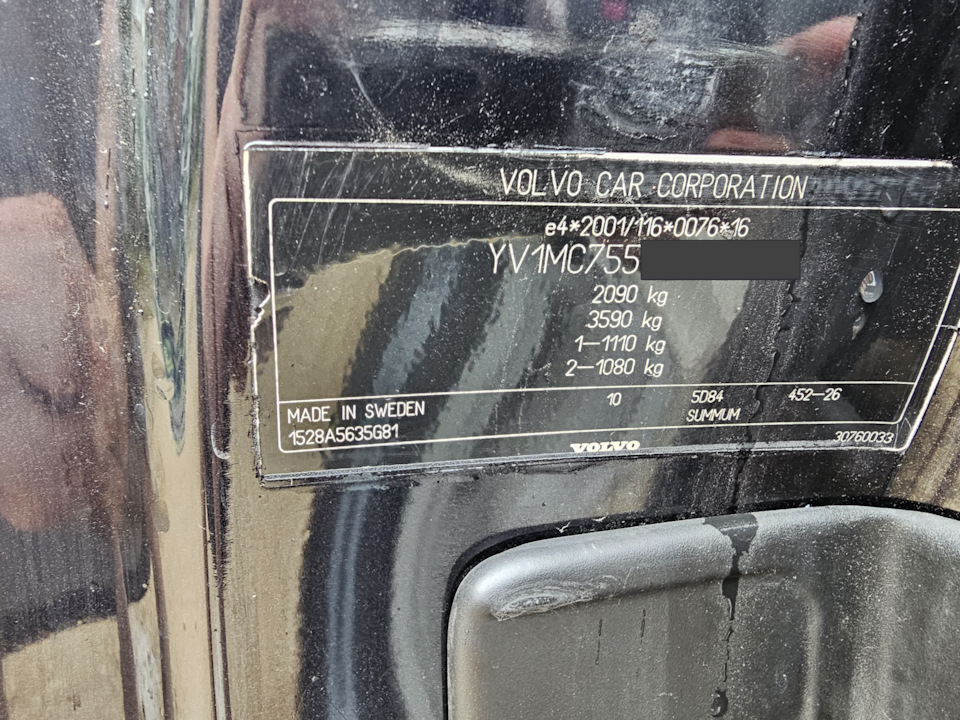 VOLVO CAR CORPORATION
e4*2001/116*0076*16
YV1MC755
2090 kg
3590 kg
1-1110 kg
2-1080 kg
MADE IN SWEDEN 10 5D84 452-26
SUMMUM
1528A5635G81
VOLVO 30760033